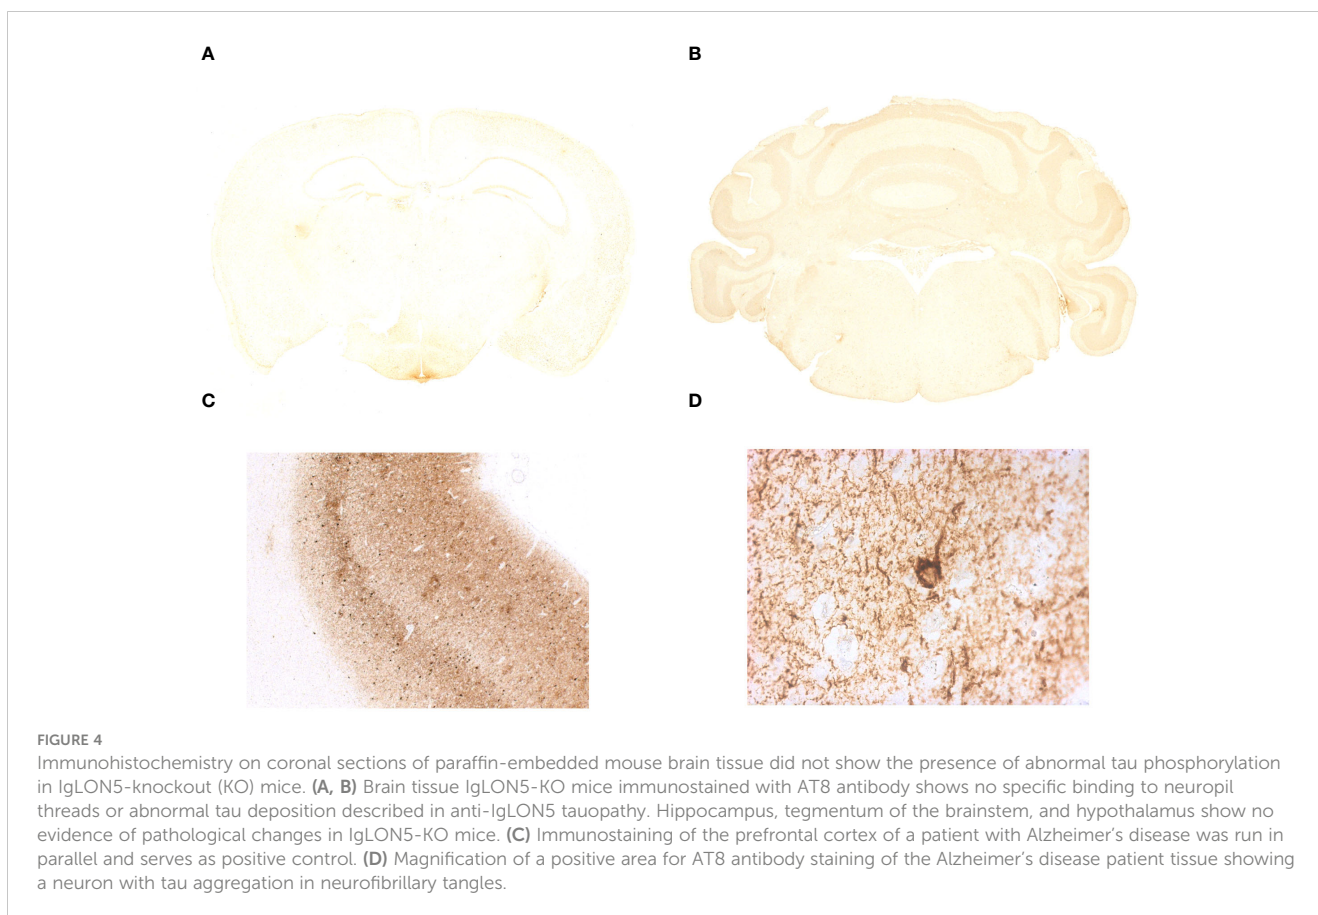 A
B
C
D
FIGURE 4
Immunohistochemistry on coronal sections of paraffin-embedded mouse brain tissue did not show the presence of abnormal tau phosphorylation
in IgLON5-knockout (KO) mice. (A, B) Brain tissue IgLON5-KO mice immunostained with AT8 antibody shows no specific binding to neuropil
threads or abnormal tau deposition described in anti-IgLON5 tauopathy. Hippocampus, tegmentum of the brainstem, and hypothalamus show no
evidence of pathological changes in IgLON5-KO mice. (C) Immunostaining of the prefrontal cortex of a patient with Alzheimer’s disease was run in
parallel and serves as positive control. (D) Magnification of a positive area for AT8 antibody staining of the Alzheimer’s disease patient tissue showing
a neuron with tau aggregation in neurofibrillary tangles.